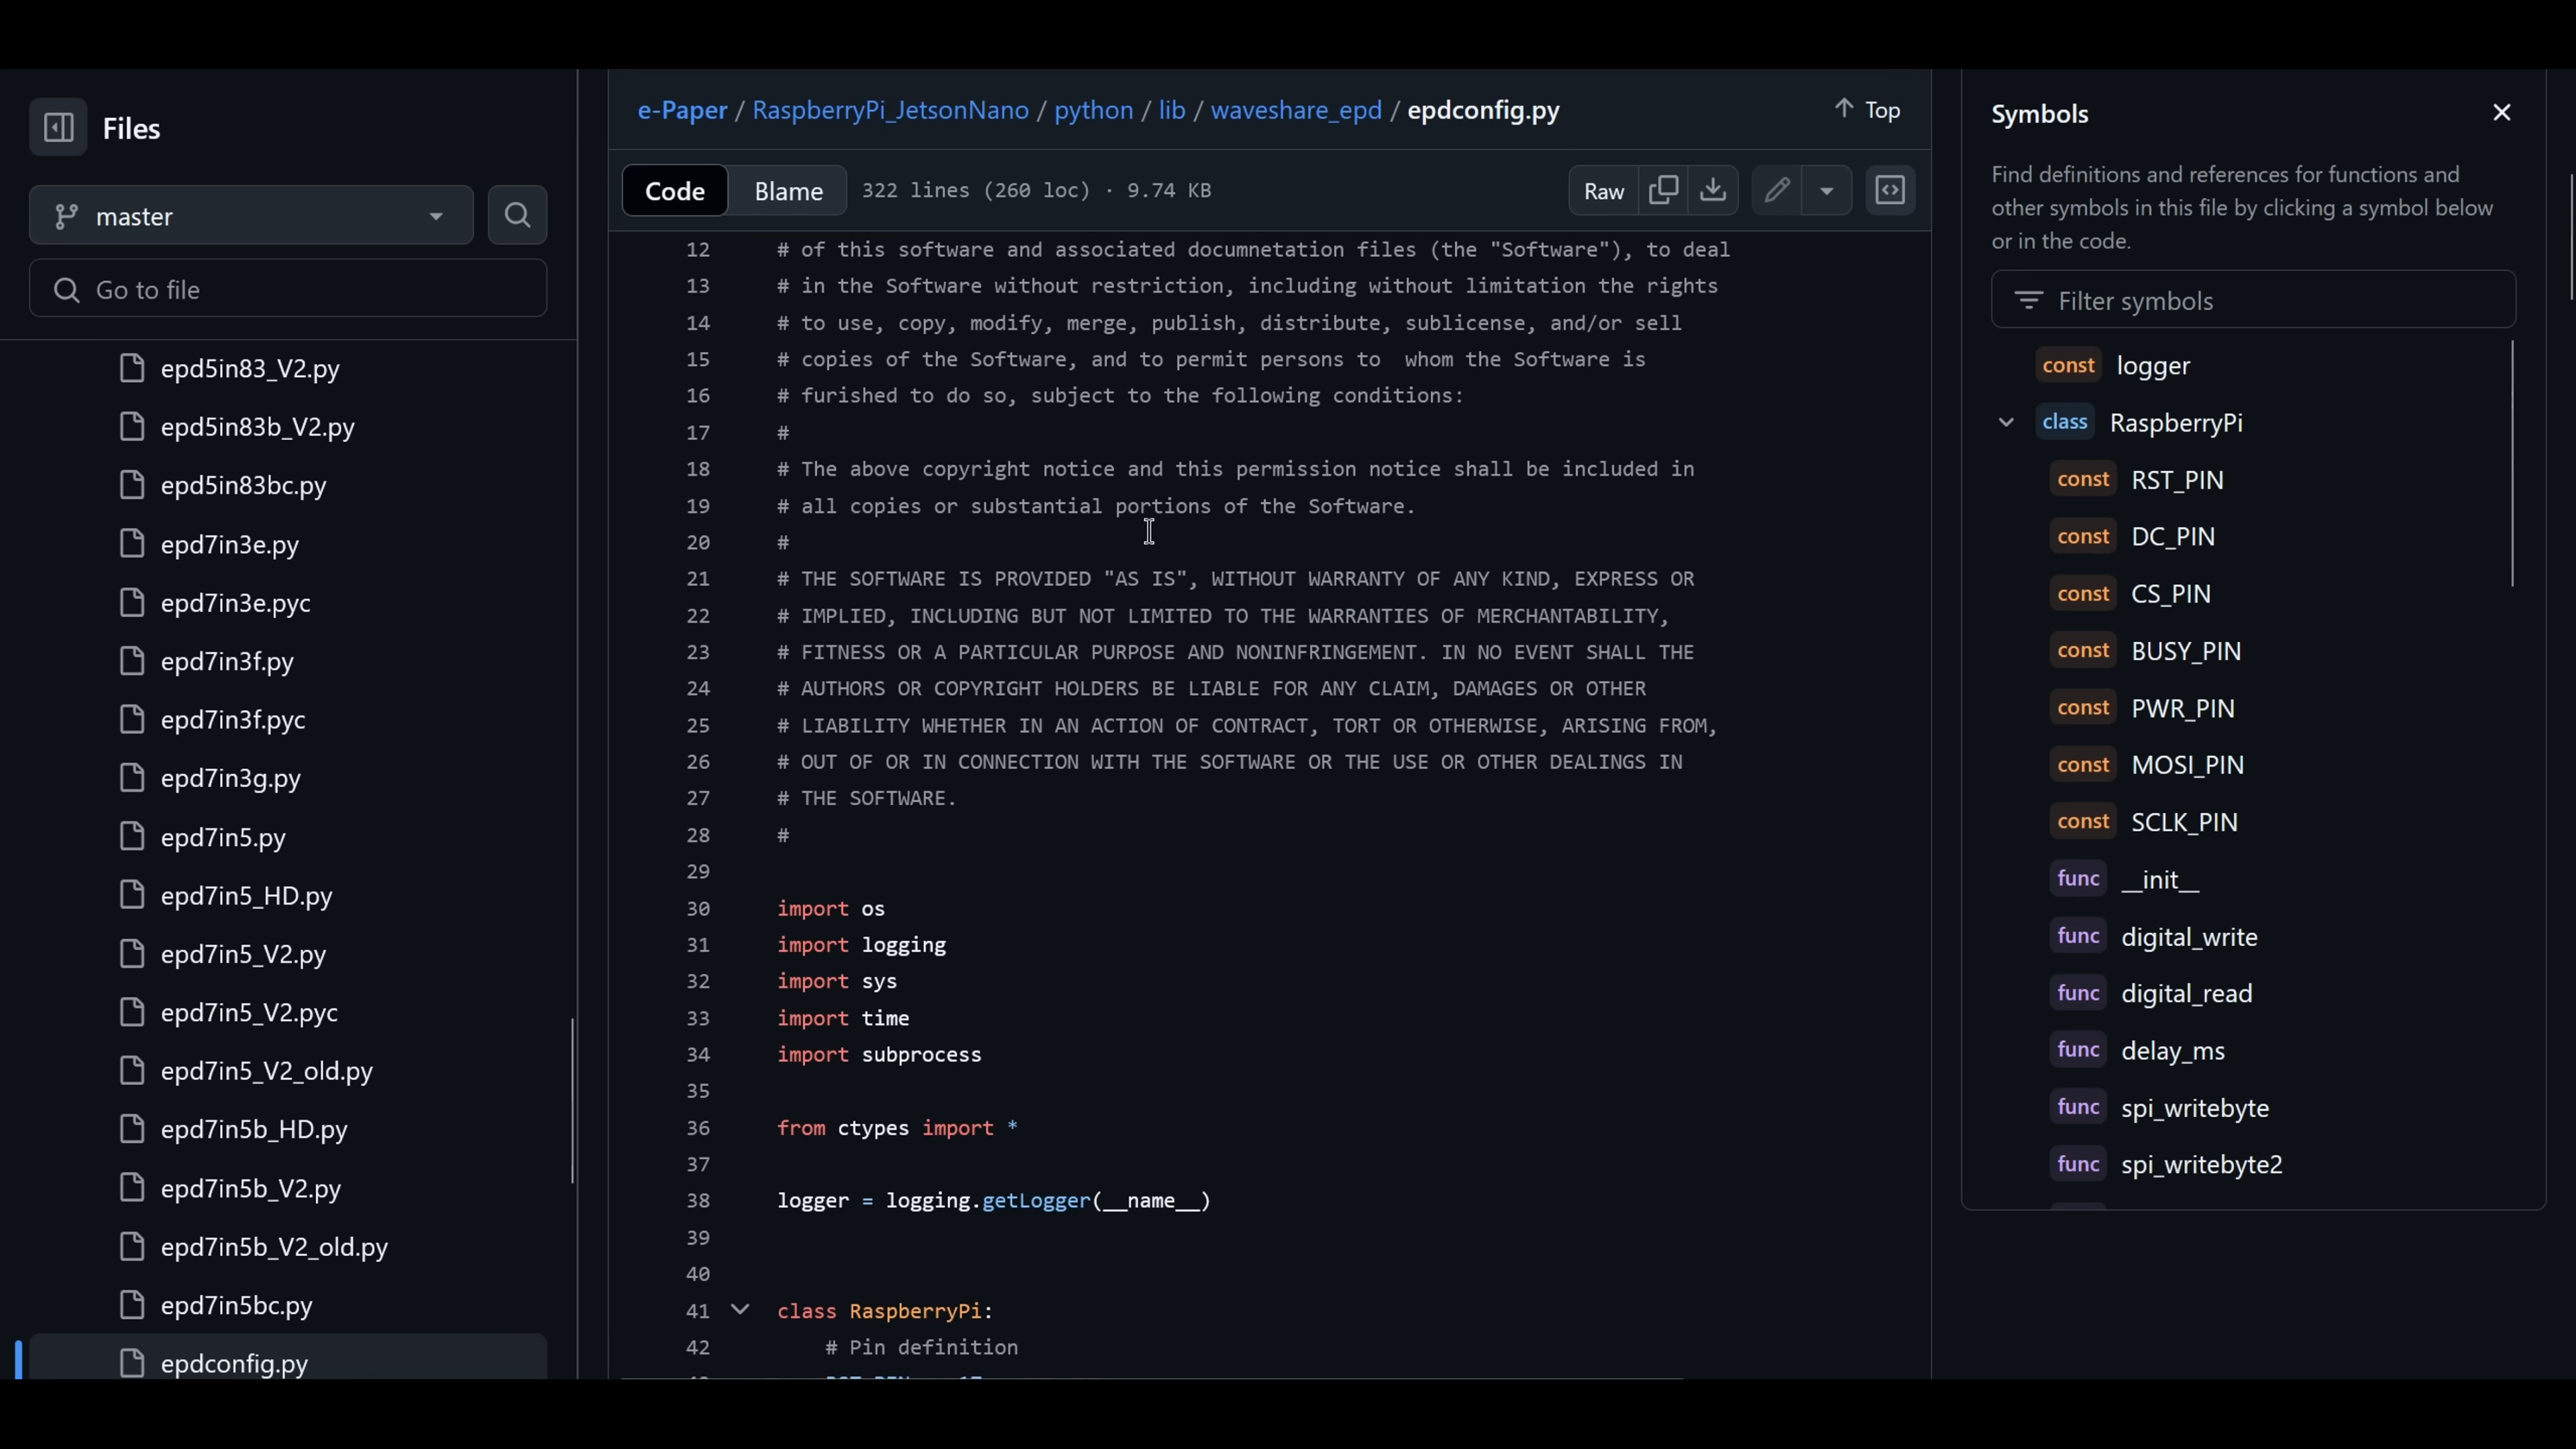 Files
master
Go to file
epd5in83_V2.py
epd5in83b_V2.py
epd5in83bc.py
epd7in3e.py
epd7in3e.pyc
epd7in3f.py
epd7in3f.pyc
epd7in3g.py
epd7in5.py
epd7in5_HD.py
epd7in5_V2.py
epd7in5_V2.pyc
epd7in5_V2_old.py
epd7in5b_HD.py
epd7in5b_V2.py
epd7in5b_V2_old.py
epd7in5bc.py
epdconfig.py
e-Paper / RaspberryPi_JetsonNano / python / lib / waveshare_epd / epdconfig.py
Top
Code Blame 322 lines (260 loc) · 9.74 KB
Raw
12 # of this software and associated documnetation files (the "Software"), to deal
13 # in the Software without restriction, including without limitation the rights
14 # to use, copy, modify, merge, publish, distribute, sublicense, and/or sell
15 # copies of the Software, and to permit persons to  whom the Software is
16 # furished to do so, subject to the following conditions:
17 #
18 # The above copyright notice and this permission notice shall be included in
19 # all copies or substantial portions of the Software.
20 #
21 # THE SOFTWARE IS PROVIDED "AS IS", WITHOUT WARRANTY OF ANY KIND, EXPRESS OR
22 # IMPLIED, INCLUDING BUT NOT LIMITED TO THE WARRANTIES OF MERCHANTABILITY,
23 # FITNESS OR A PARTICULAR PURPOSE AND NONINFRINGEMENT. IN NO EVENT SHALL THE
24 # AUTHORS OR COPYRIGHT HOLDERS BE LIABLE FOR ANY CLAIM, DAMAGES OR OTHER
25 # LIABILITY WHETHER IN AN ACTION OF CONTRACT, TORT OR OTHERWISE, ARISING FROM,
26 # OUT OF OR IN CONNECTION WITH THE SOFTWARE OR THE USE OR OTHER DEALINGS IN
27 # THE SOFTWARE.
28 #
29
30 import os
31 import logging
32 import sys
33 import time
34 import subprocess
35
36 from ctypes import *
37
38 logger = logging.getLogger(__name__)
39
40
41 class RaspberryPi:
42 # Pin definition
Symbols
Find definitions and references for functions and
other symbols in this file by clicking a symbol below
or in the code.
Filter symbols
const logger
class RaspberryPi
const RST_PIN
const DC_PIN
const CS_PIN
const BUSY_PIN
const PWR_PIN
const MOSI_PIN
const SCLK_PIN
func __init__
func digital_write
func digital_read
func delay_ms
func spi_writebyte
func spi_writebyte2